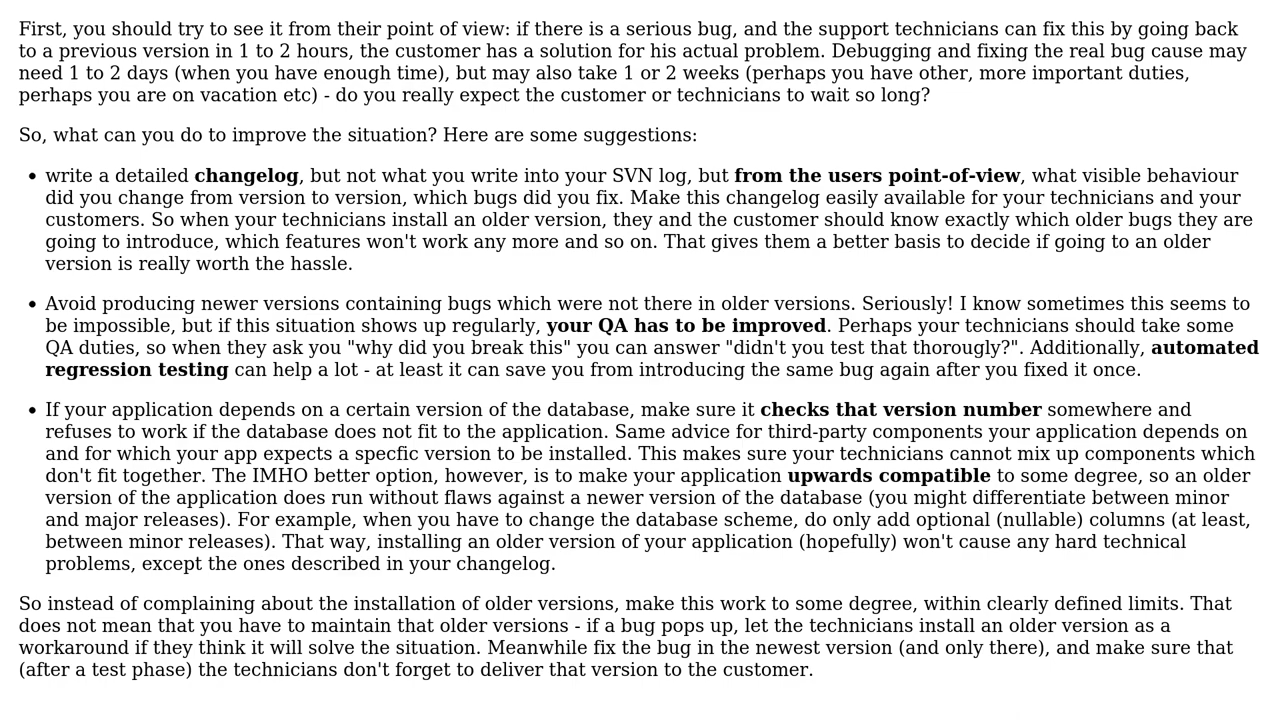 First, you should try to see it from their point of view: if there is a serious bug, and the support technicians can fix this by going back
to a previous version in 1 to 2 hours, the customer has a solution for his actual problem. Debugging and fixing the real bug cause may
need 1 to 2 days (when you have enough time), but may also take 1 or 2 weeks (perhaps you have other, more important duties,
perhaps you are on vacation etc) - do you really expect the customer or technicians to wait so long?
So, what can you do to improve the situation? Here are some suggestions:
• write a detailed changelog, but not what you write into your SVN log, but from the users point-of-view, what visible behaviour
did you change from version to version, which bugs did you fix. Make this changelog easily available for your technicians and your
customers. So when your technicians install an older version, they and the customer should know exactly which older bugs they are
going to introduce, which features won't work any more and so on. That gives them a better basis to decide if going to an older
version is really worth the hassle.
• Avoid producing newer versions containing bugs which were not there in older versions. Seriously! I know sometimes this seems to
be impossible, but if this situation shows up regularly, your QA has to be improved. Perhaps your technicians should take some
QA duties, so when they ask you "why did you break this" you can answer "didn't you test that thorougly?". Additionally, automated
regression testing can help a lot - at least it can save you from introducing the same bug again after you fixed it once.
• If your application depends on a certain version of the database, make sure it checks that version number somewhere and
refuses to work if the database does not fit to the application. Same advice for third-party components your application depends on
and for which your app expects a specfic version to be installed. This makes sure your technicians cannot mix up components which
don't fit together. The IMHO better option, however, is to make your application upwards compatible to some degree, so an older
version of the application does run without flaws against a newer version of the database (you might differentiate between minor
and major releases). For example, when you have to change the database scheme, do only add optional (nullable) columns (at least,
between minor releases). That way, installing an older version of your application (hopefully) won't cause any hard technical
problems, except the ones described in your changelog.
So instead of complaining about the installation of older versions, make this work to some degree, within clearly defined limits. That
does not mean that you have to maintain that older versions - if a bug pops up, let the technicians install an older version as a
workaround if they think it will solve the situation. Meanwhile fix the bug in the newest version (and only there), and make sure that
(after a test phase) the technicians don't forget to deliver that version to the customer.